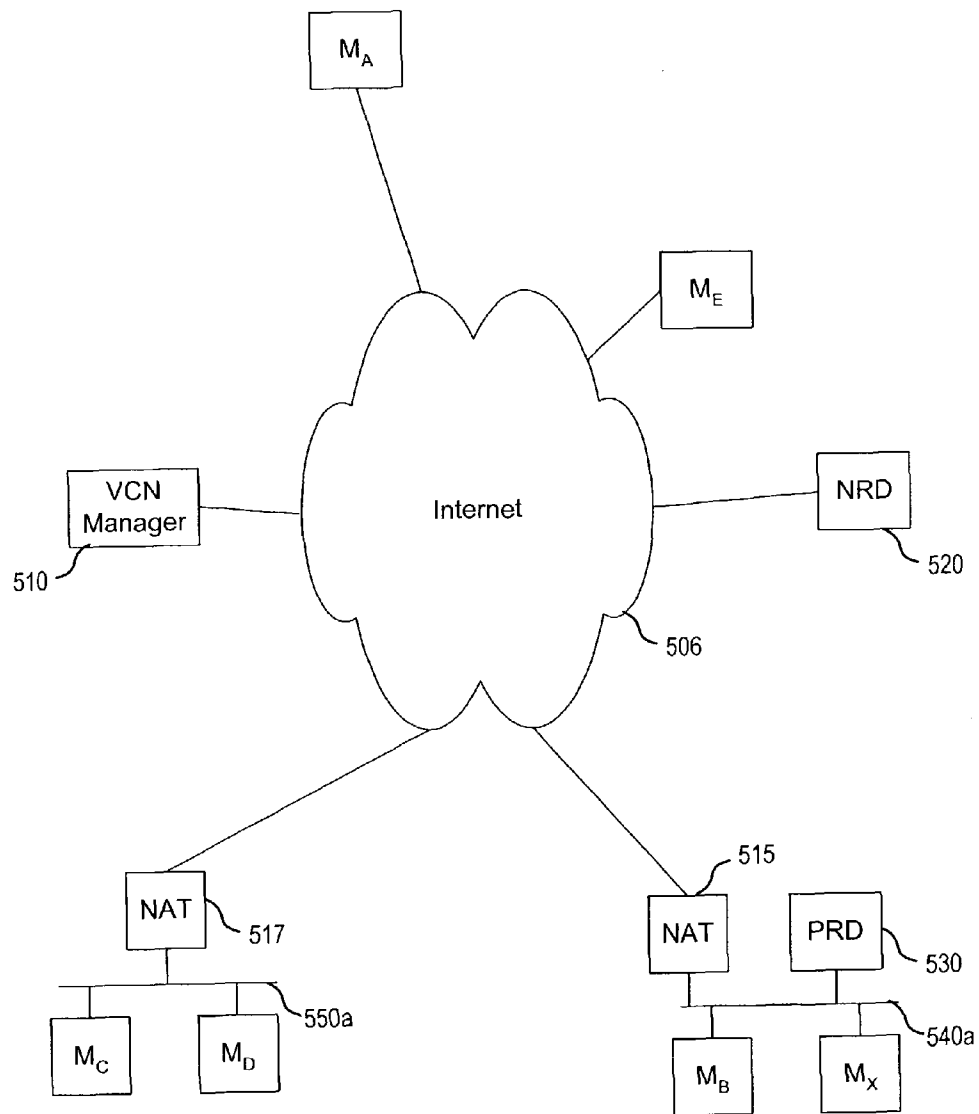 M_A
M_E
VCN
Manager
510
Internet
NRD
520
506
NAT
517
515
NAT
PRD
530
550a
540a
M_C
M_D
M_B
M_X